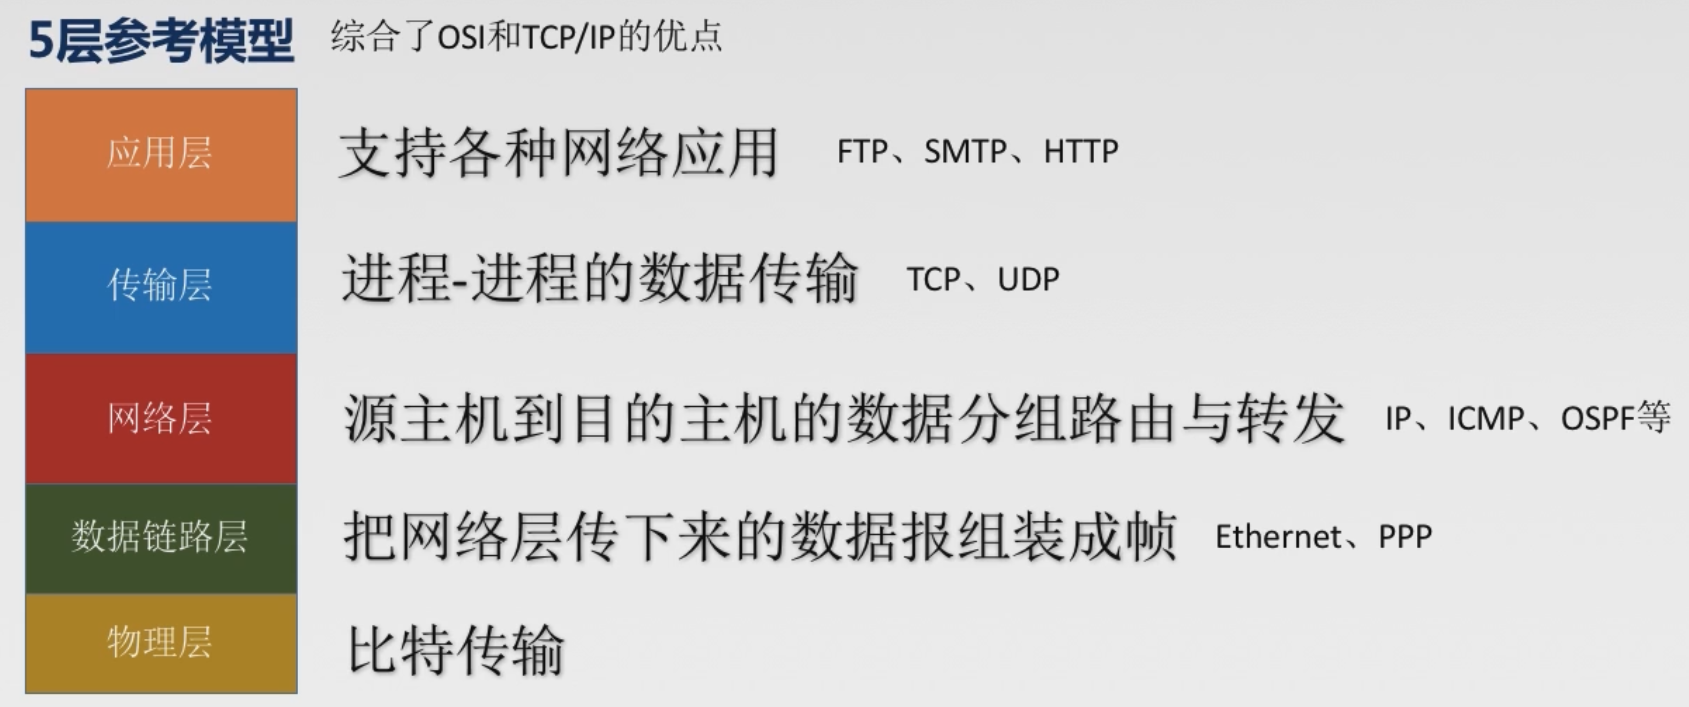 5层参考模型 综合了OSI和TCP/IP的优点
应用层 支持各种网络应用 FTP、SMTP、HTTP
传输层 进程-进程的数据传输 TCP、UDP
网络层 源主机到目的主机的数据分组路由与转发 IP、ICMP、OSPF等
数据链路层 把网络层传下来的数据报组装成帧 Ethernet、PPP
物理层 比特传输